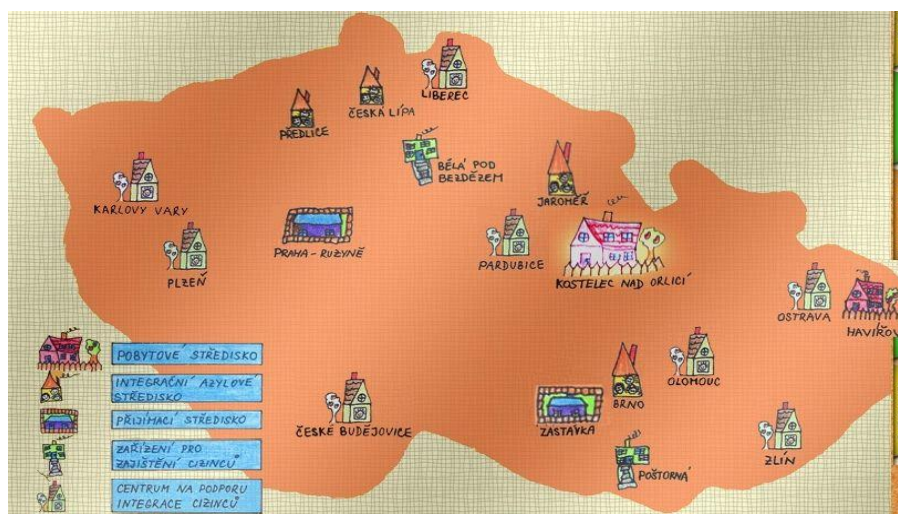 LIBEREC
ČESKÁ LÍPA
PŘEDLICE
BĚLÁ POD
BEZDĚZEM
JAROMĚŘ
KARLOVY VARY
PRAHA-RUZYNĚ
PARDUBICE
PLZEŇ
KOSTELEC NAD ORLICÍ
OSTRAVA
HAVÍŘOV
OLOMOUC
BRNO
ČESKÉ BUDĚJOVICE
ZASTÁVKA
ZLÍN
POŠTORNÁ
POBYTOVÉ STŘEDISKO
INTEGRAČNÍ AZYLOVÉ
STŘEDISKO
PŘIJÍMACÍ STŘEDISKO
ZAŘÍZENÍ PRO
ZAJIŠTĚNÍ CIZINCŮ
CENTRUM NA PODPORU
INTEGRACE CIZINCŮ